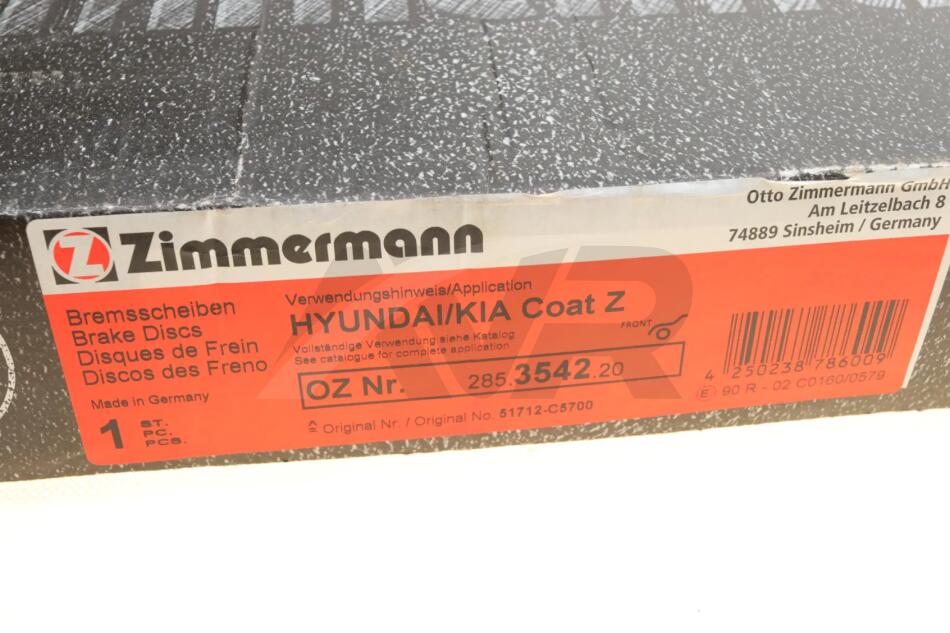 Z Zimmermann
Otto Zimmermann GmbH
Am Leitzelbach 8
74889 Sinsheim / Germany
Bremsscheiben
Brake Discs
Disques de Frein
Discos des Freno
Made in Germany
1 ST.
PC.
PCS.
Verwendungshinweis/Application
HYUNDAI/KIA Coat Z
Vollständige Verwendung siehe Katalog
See catalogue for complete application
FRONT
OZ Nr. 285.3542.20
≙ Original Nr. / Original No. 51712-C5700
4 250238 786009
E 90 R - 02 C0160/0579
AVR